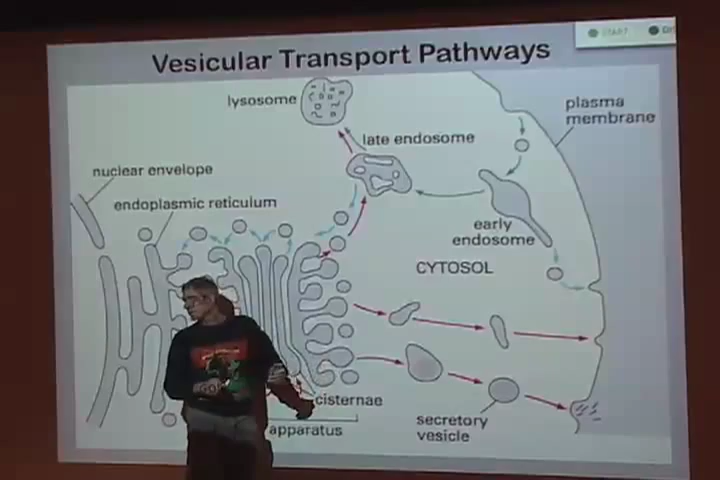 START
Vesicular Transport Pathways
lysosome
plasma
membrane
late endosome
nuclear envelope
endoplasmic reticulum
early
endosome
CYTOSOL
cisternae
apparatus
secretory
vesicle